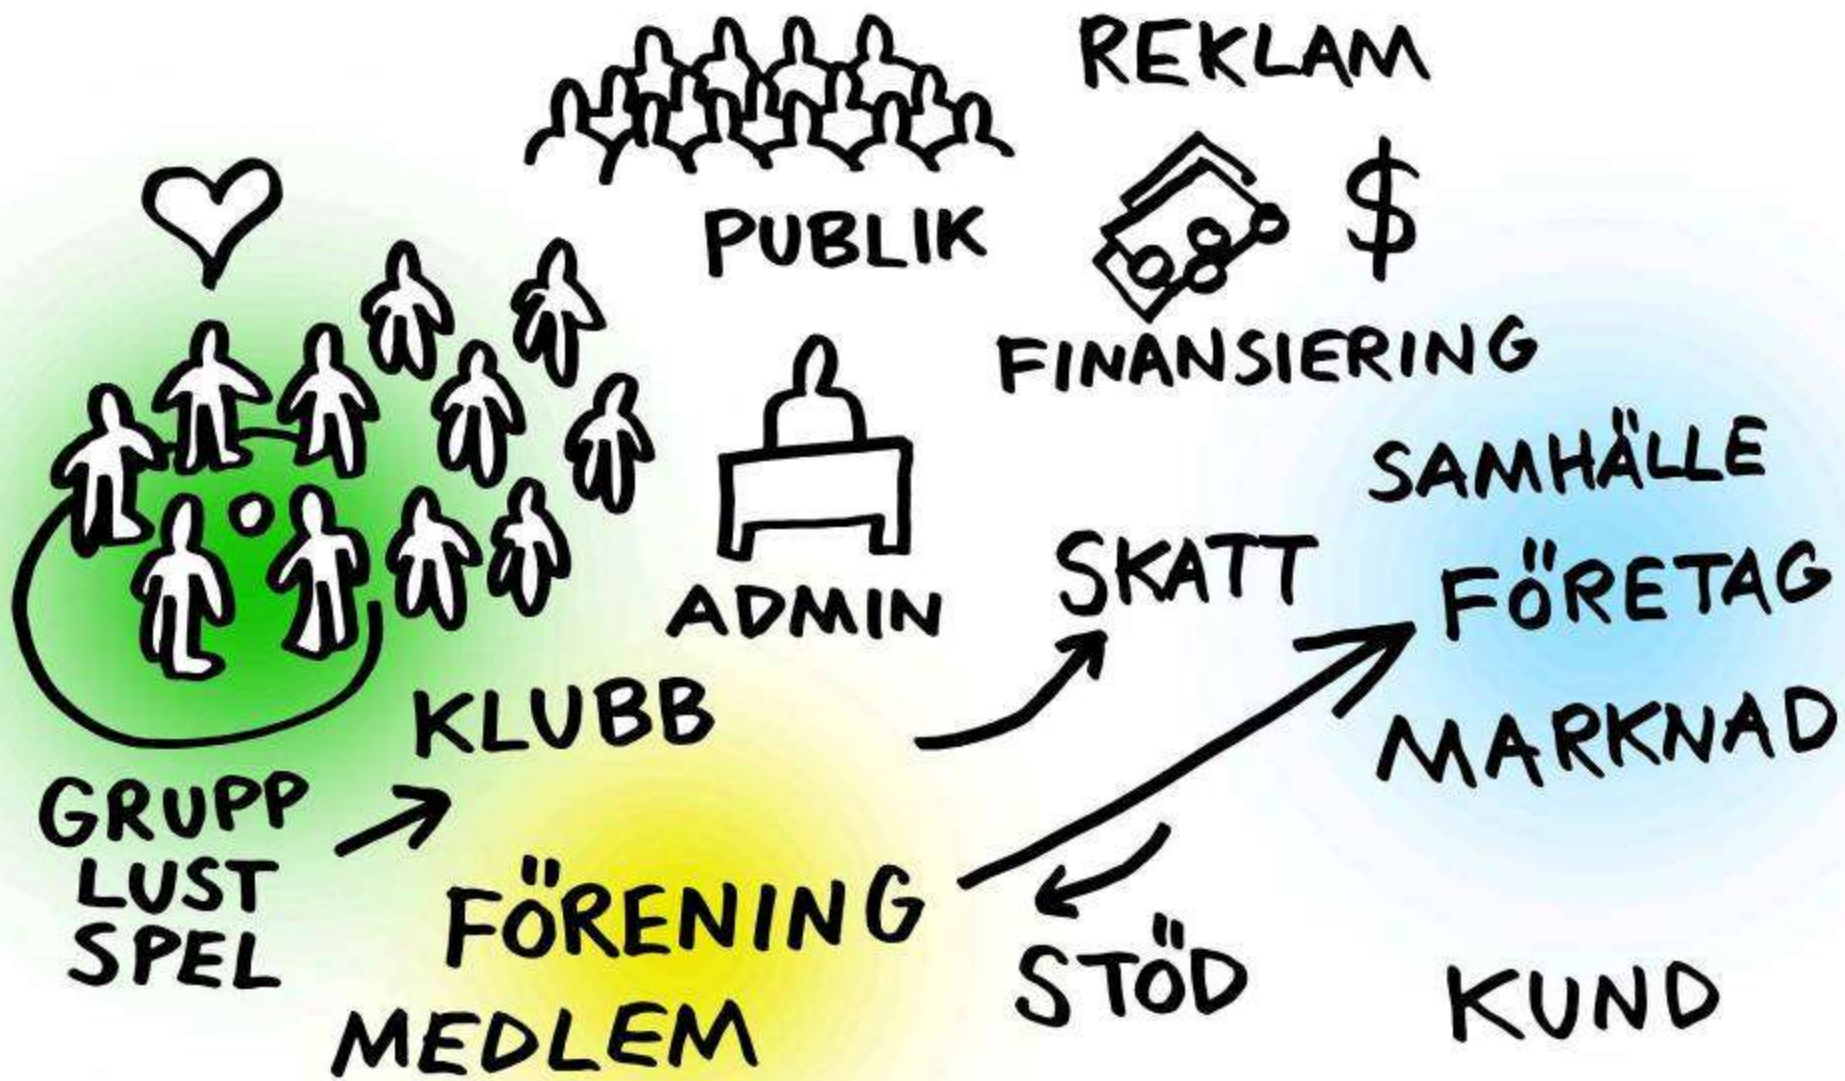 REKLAM
PUBLIK
$
FINANSIERING
SAMHÄLLE
FÖRETAG
MARKNAD
SKATT
ADMIN
KLUBB
GRUPP
LUST
SPEL
FÖRENING
MEDLEM
STÖD
KUND